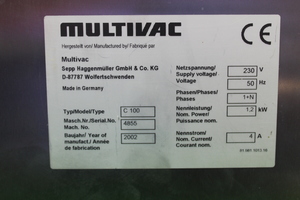 MULTIVAC
CE
Hergestellt von/ Manufactured by/ Fabriqué par
Multivac
Sepp Haggenmüller GmbH & Co. KG
D-87787 Wolfertschwenden
Made in Germany
Typ/Model/Type C 100
Masch.Nr./Serial.No./
Mach. No. 4855
Baujahr/ Year of
manufact./ Année
de fabrication 2002
Netzspannung/
Supply voltage/
Voltage 230 V
50 Hz
Phasen/Phases/
Phases 1+N
Nennleistung/
Nom. Power/
Puissance nom. 1,2 kW
Nennstrom/
Nom. Current/
Courant nom. 4 A